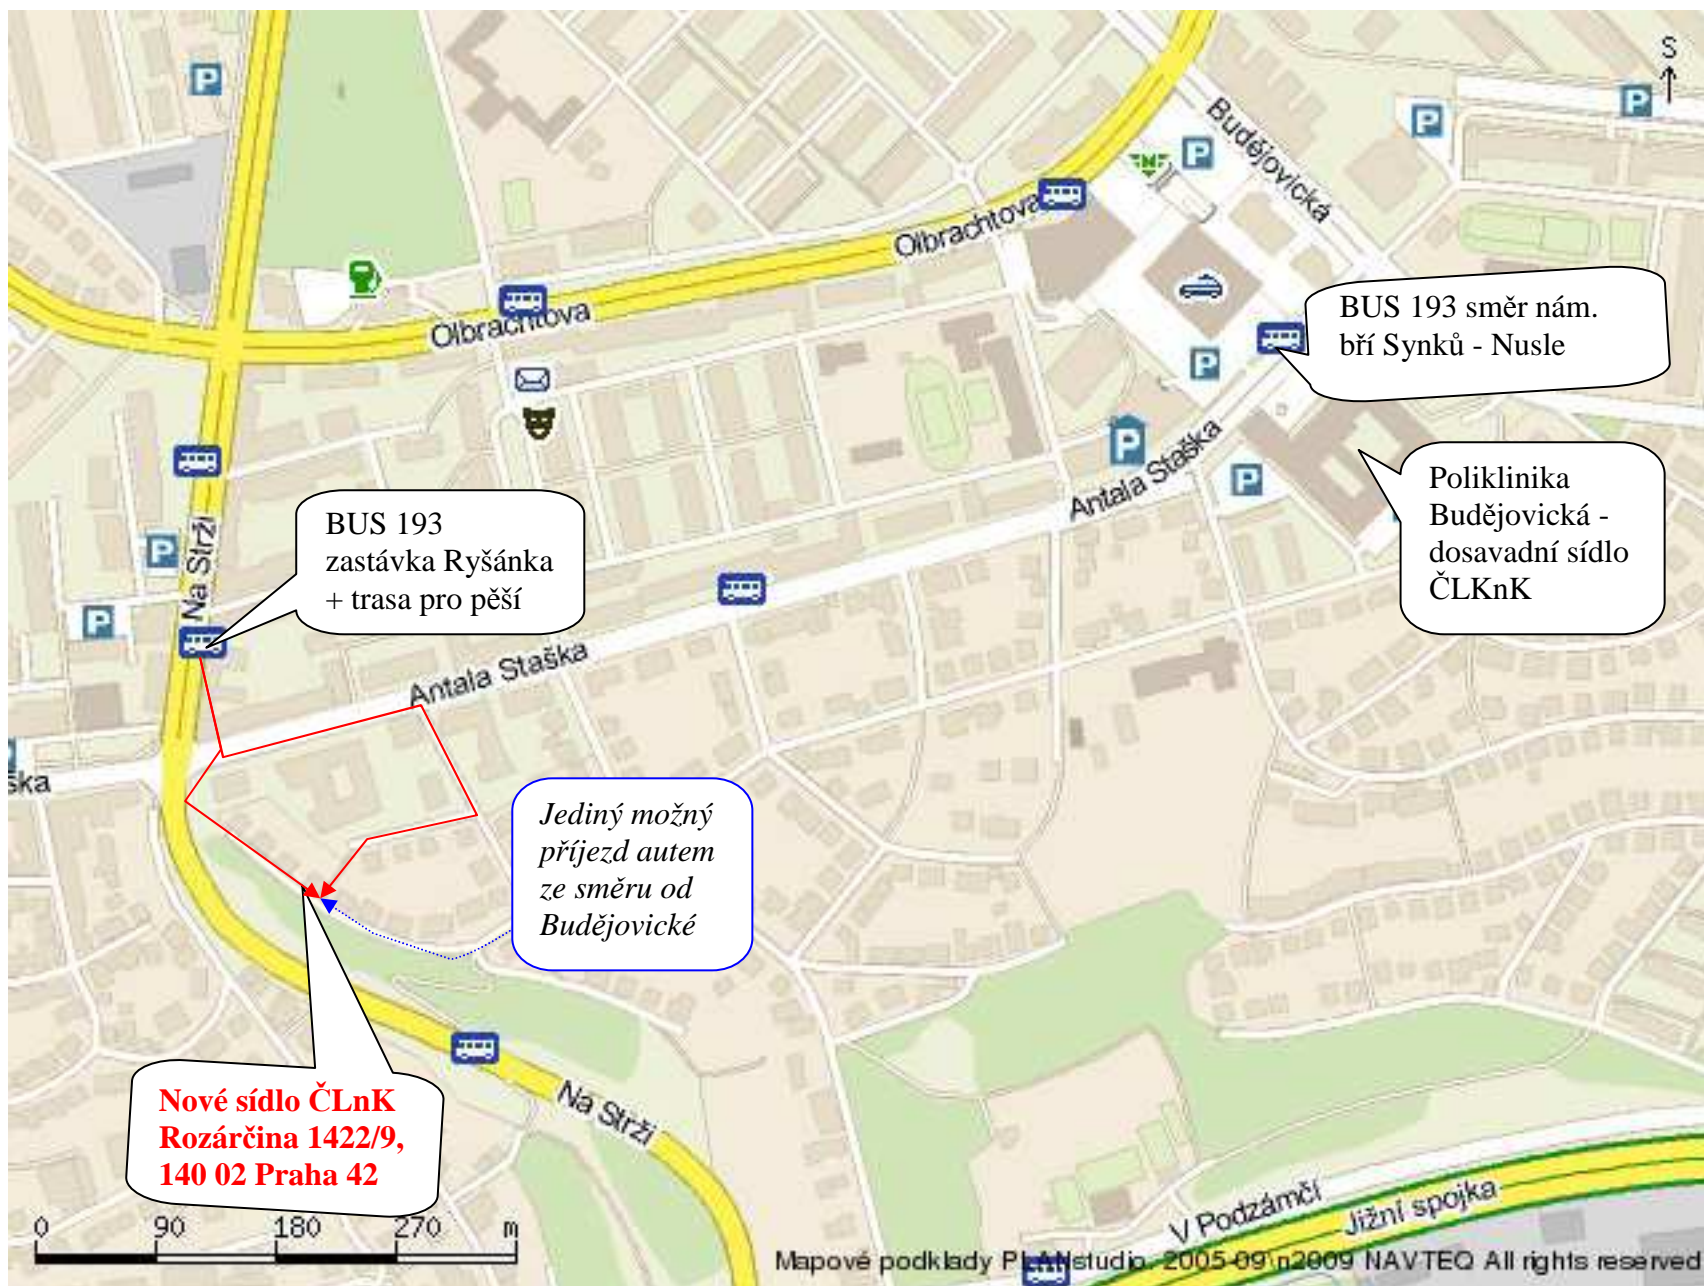 S
Budějovická
Olbrachtova
BUS 193 směr nám.
bří Synků - Nusle
Olbrachtova
Poliklinika
Budějovická -
dosavadní sídlo
ČLKnK
Antala Staška
BUS 193
zastávka Ryšánka
+ trasa pro pěší
Na Strži
Antala Staška
ška
Jediný možný
příjezd autem
ze směru od
Budějovické
Nové sídlo ČLnK
Rozárčina 1422/9,
140 02 Praha 42
Na Strži
V Podzámčí
Jižní spojka
0 90 180 270 m
Mapové podklady PLANstudio, 2005-09\n2009 NAVTEQ All rights reserved